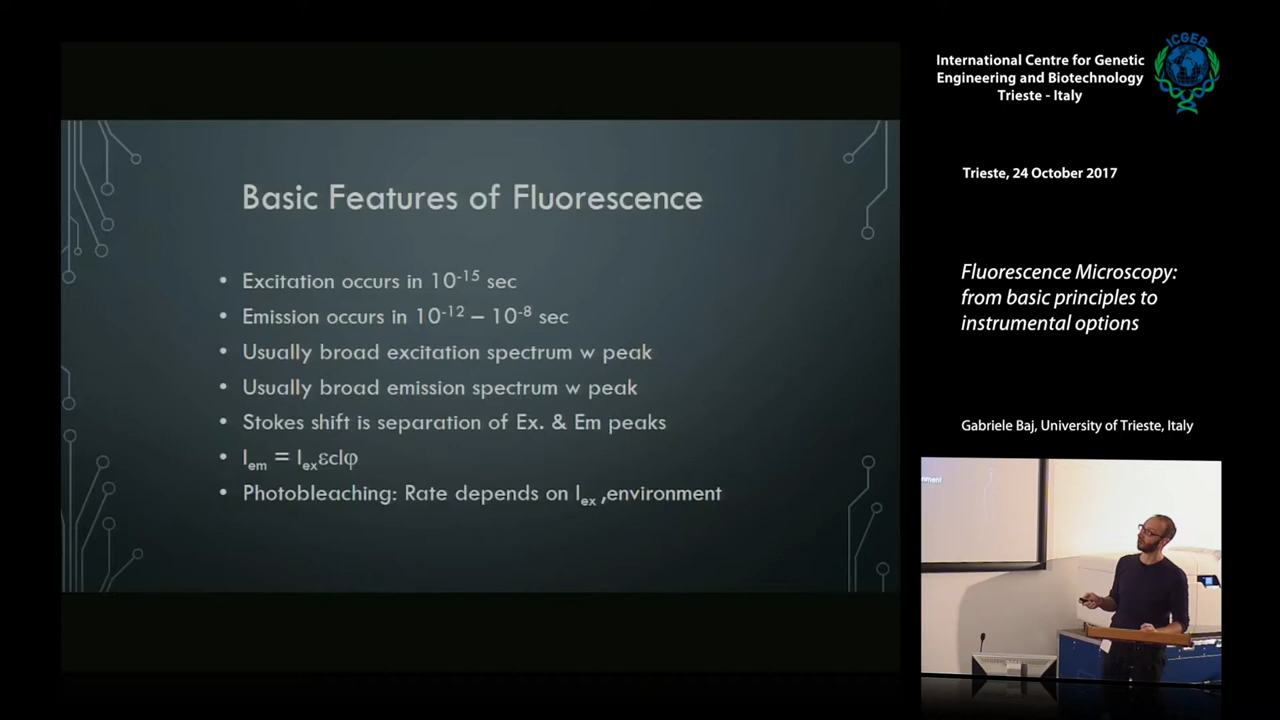 Basic Features of Fluorescence
• Excitation occurs in 10⁻¹⁵ sec
• Emission occurs in 10⁻¹² – 10⁻⁸ sec
• Usually broad excitation spectrum w peak
• Usually broad emission spectrum w peak
• Stokes shift is separation of Ex. & Em peaks
• I_em = I_exεclφ
• Photobleaching: Rate depends on I_ex ,environment
International Centre for Genetic
Engineering and Biotechnology
Trieste - Italy
ICGEB
Trieste, 24 October 2017
Fluorescence Microscopy:
from basic principles to
instrumental options
Gabriele Baj, University of Trieste, Italy